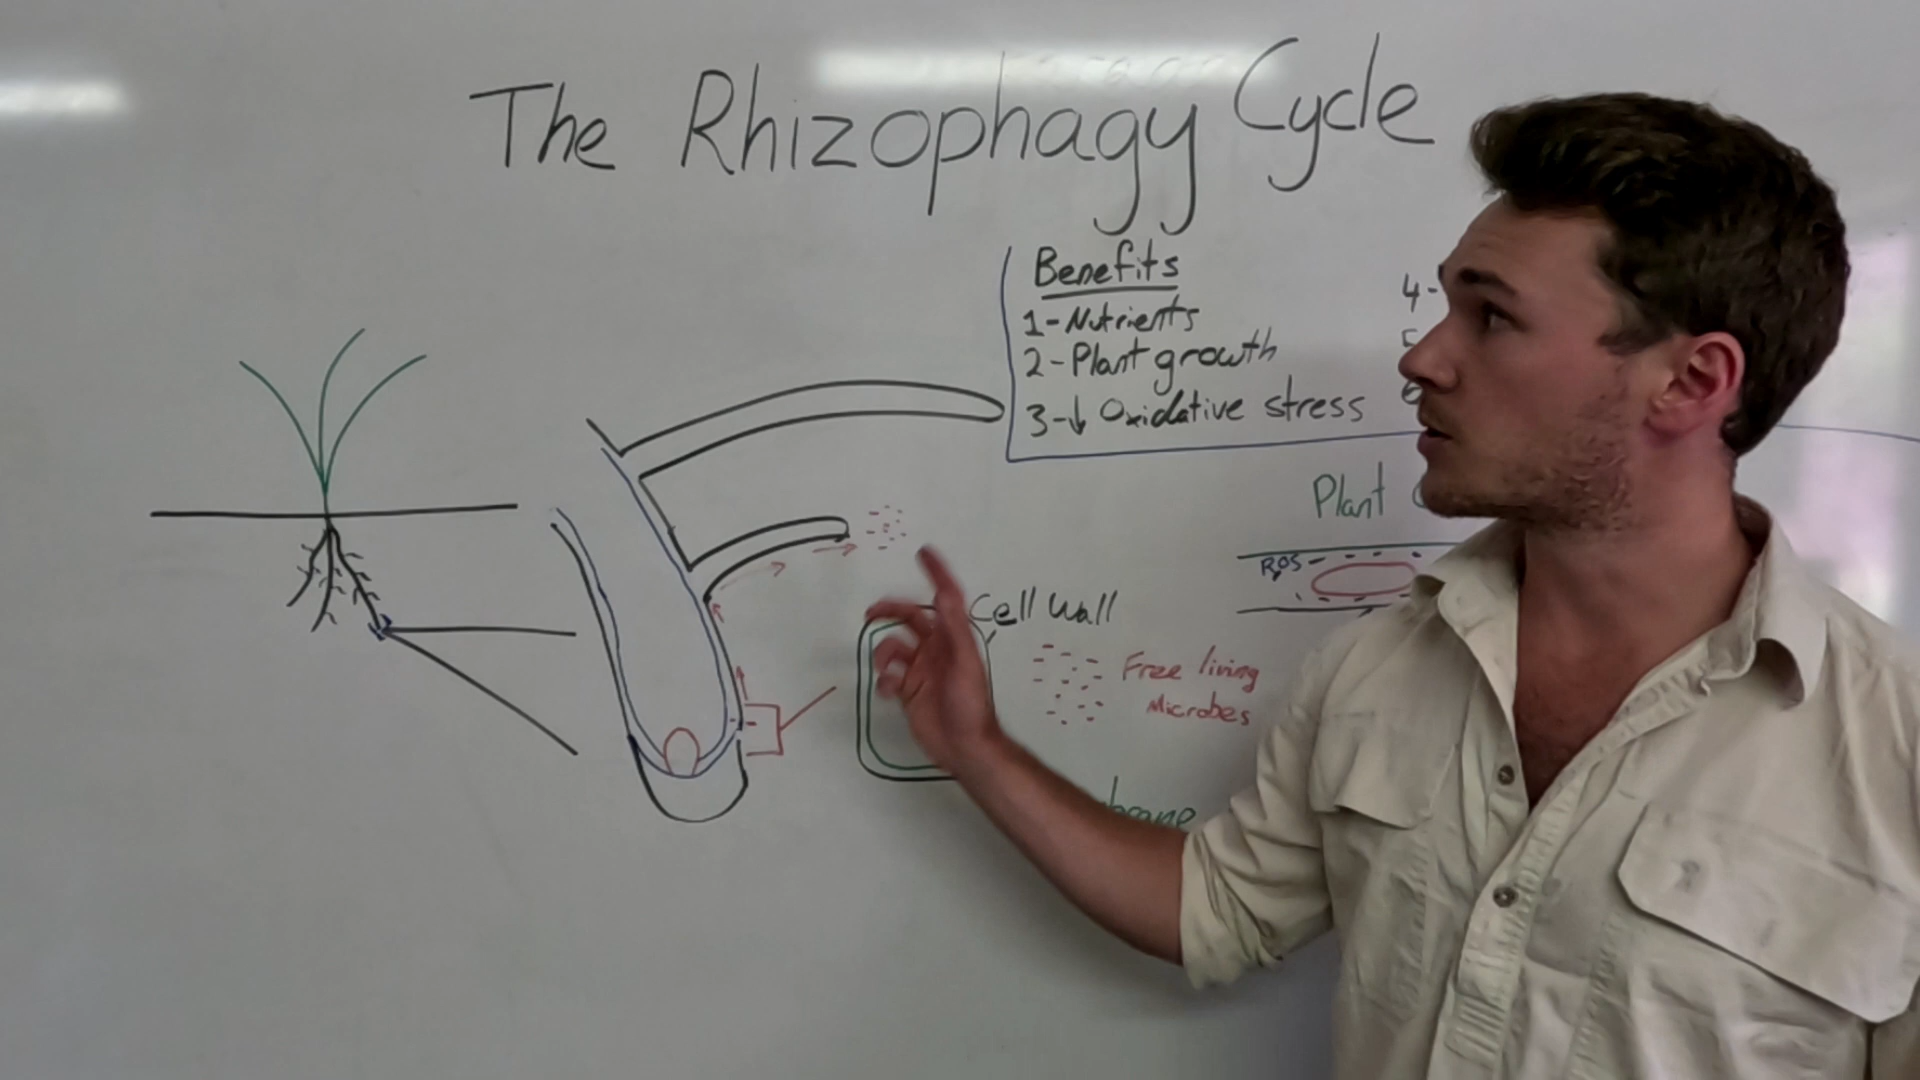 The Rhizophagy Cycle
Benefits
1-Nutrients
2-Plant growth
3-↓ Oxidative stress
4-
Plant
ROS-
Cell Wall
Free living
Microbes